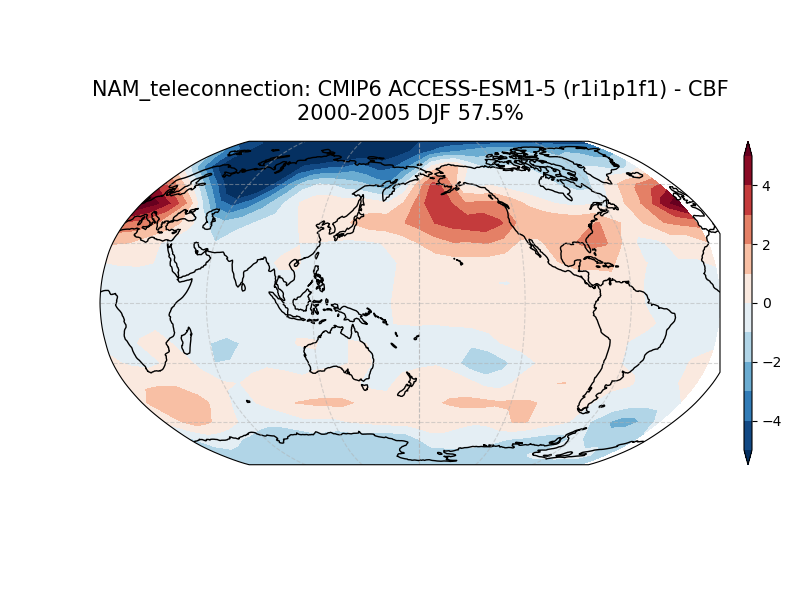 NAM_teleconnection: CMIP6 ACCESS-ESM1-5 (r1i1p1f1) - CBF
2000-2005 DJF 57.5%
4
2
0
−2
−4